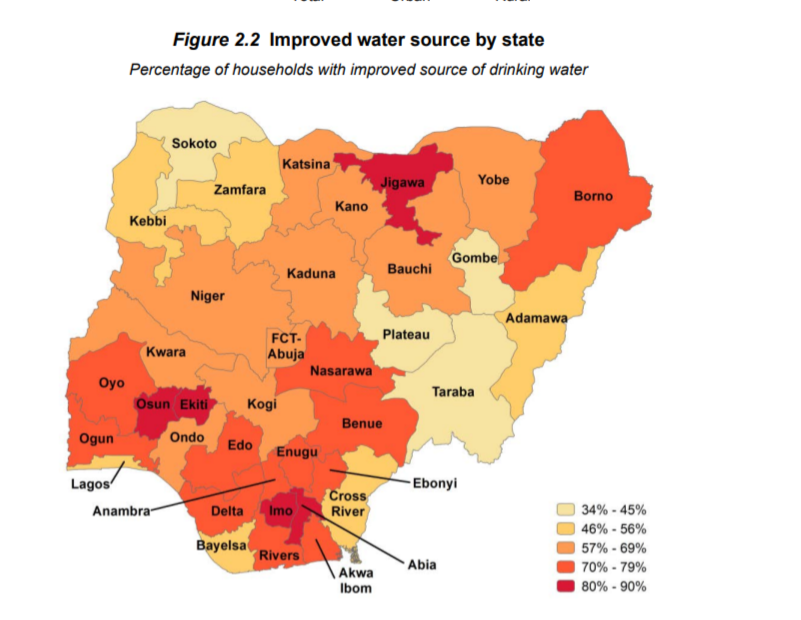 Figure 2.2 Improved water source by state
Percentage of households with improved source of drinking water
Sokoto
Katsina
Jigawa
Yobe
Zamfara
Borno
Kano
Kebbi
Gombe
Bauchi
Kaduna
Niger
Adamawa
Plateau
FCT-
Abuja
Kwara
Nasarawa
Oyo
Taraba
Osun
Ekiti
Kogi
Benue
Ogun
Ondo
Edo
Enugu
Lagos
Ebonyi
Anambra
Delta
Imo
Cross
River
Bayelsa
Rivers
Abia
Akwa
Ibom
34% - 45%
46% - 56%
57% - 69%
70% - 79%
80% - 90%